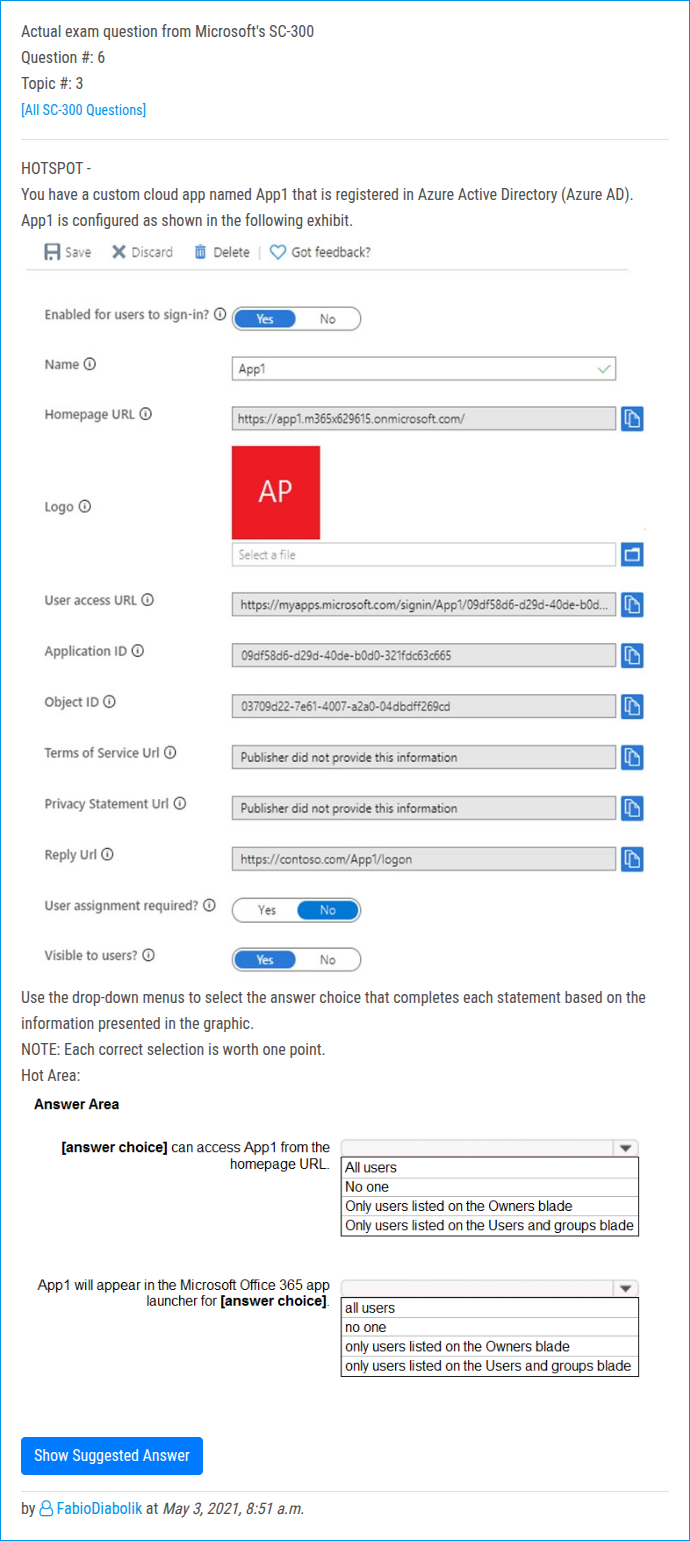 Actual exam question from Microsoft's SC-300
Question #: 6
Topic #: 3
[All SC-300 Questions]
HOTSPOT -
You have a custom cloud app named App1 that is registered in Azure Active Directory (Azure AD).
App1 is configured as shown in the following exhibit.
Save Discard Delete | Got feedback?
Enabled for users to sign-in? Yes No
Name App1
Homepage URL https://app1.m365x629615.onmicrosoft.com/
Logo AP
Select a file
User access URL https://myapps.microsoft.com/signin/App1/09df58d6-d29d-40de-b0d...
Application ID 09df58d6-d29d-40de-b0d0-321fdc63c665
Object ID 03709d22-7e61-4007-a2a0-04dbdff269cd
Terms of Service Url Publisher did not provide this information
Privacy Statement Url Publisher did not provide this information
Reply Url https://contoso.com/App1/logon
User assignment required? Yes No
Visible to users? Yes No
Use the drop-down menus to select the answer choice that completes each statement based on the
information presented in the graphic.
NOTE: Each correct selection is worth one point.
Hot Area:
Answer Area
[answer choice] can access App1 from the
homepage URL.
All users
No one
Only users listed on the Owners blade
Only users listed on the Users and groups blade
App1 will appear in the Microsoft Office 365 app
launcher for [answer choice].
all users
no one
only users listed on the Owners blade
only users listed on the Users and groups blade
Show Suggested Answer
by FabioDiabolik at May 3, 2021, 8:51 a.m.